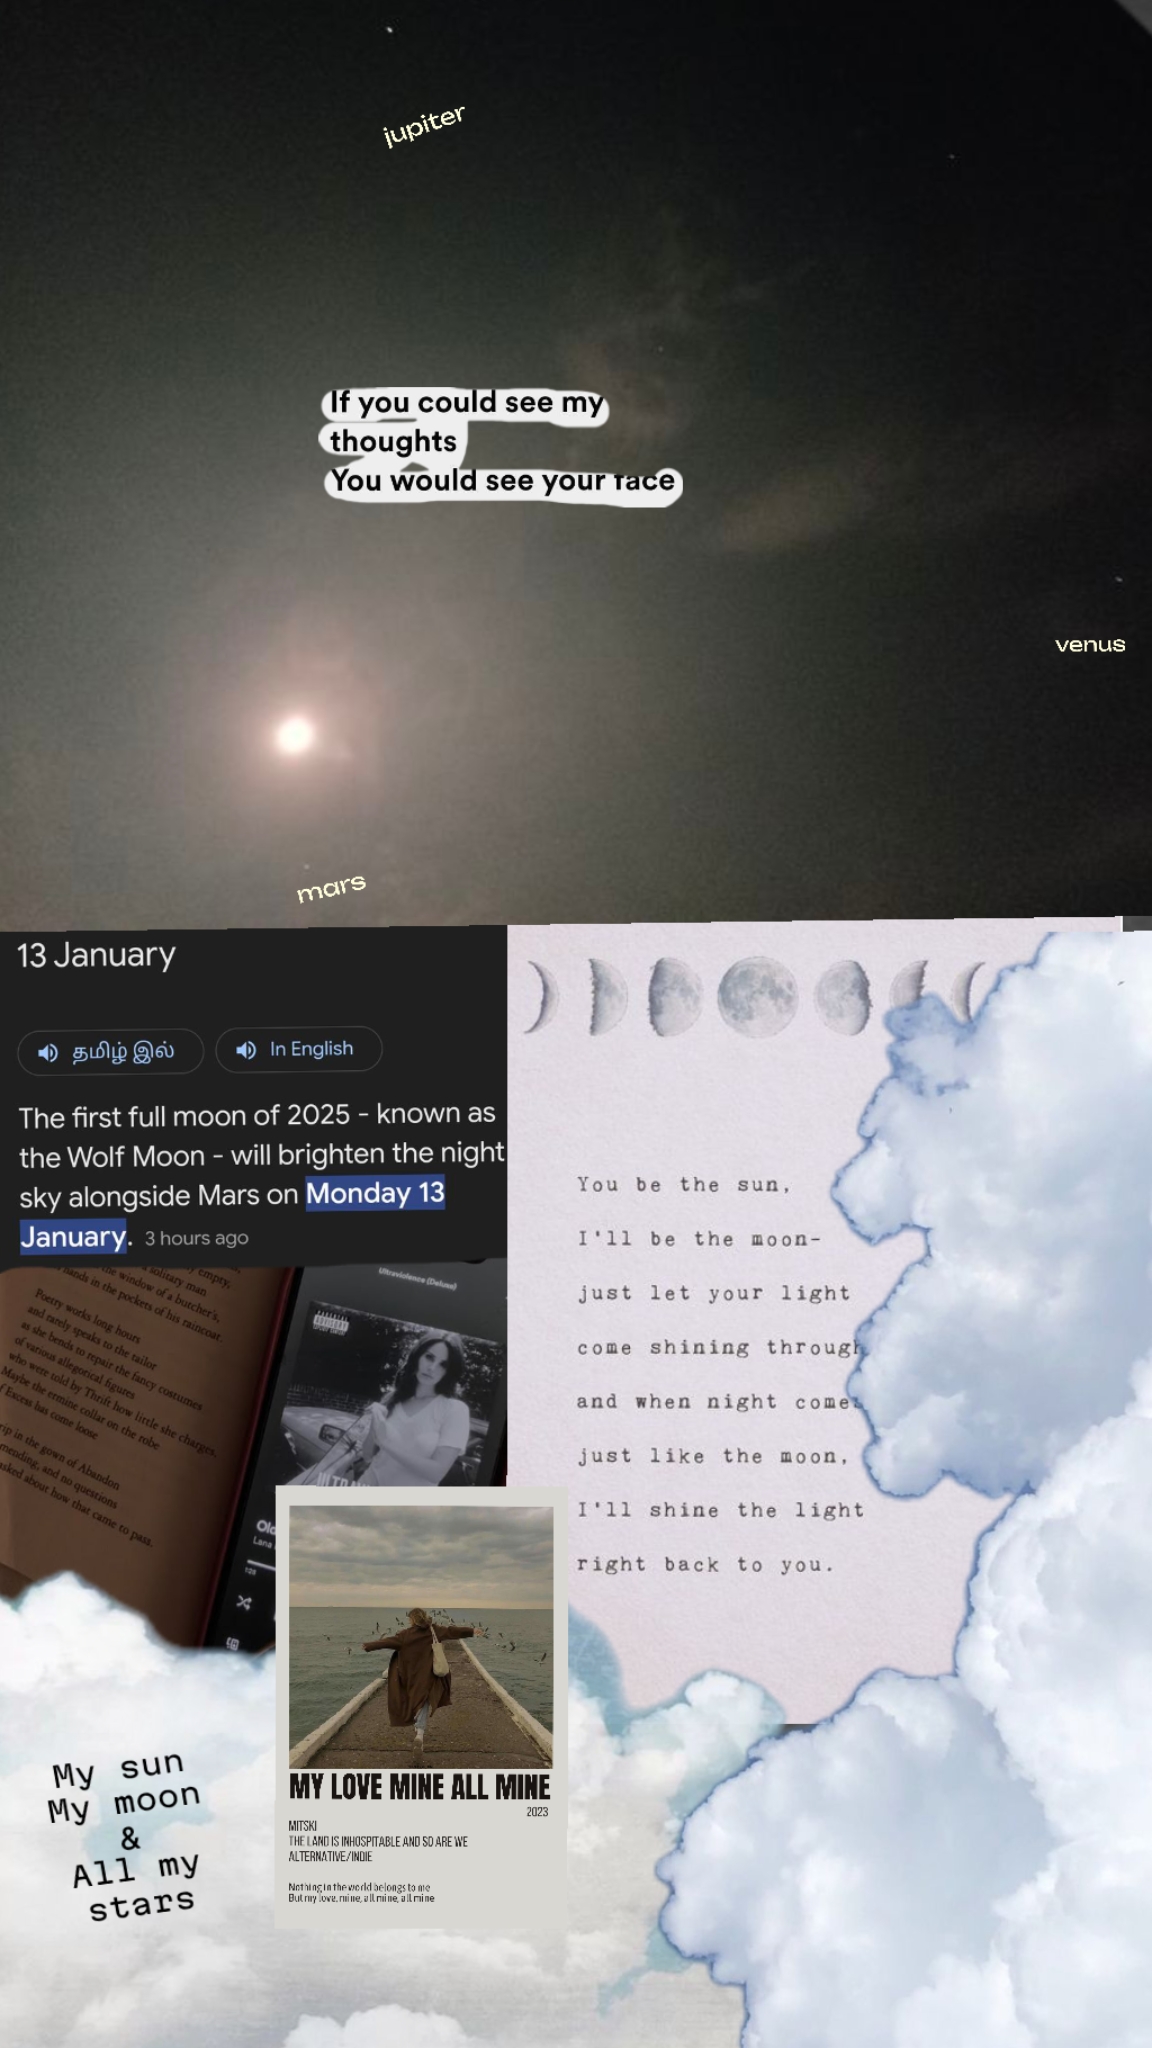 jupiter
If you could see my
thoughts
You would see your face
venus
mars
13 January
தமிழ் இல்
In English
The first full moon of 2025 - known as
the Wolf Moon - will brighten the night
sky alongside Mars on Monday 13
January. 3 hours ago
empty,
a solitary man
the window of a butcher's,
hands in the pockets of his raincoat.
Poetry works long hours
and rarely speaks to the tailor
as she bends to repair the fancy costumes
of various allegorical figures
who were told by Thrift how little she charges,
Maybe the ermine collar on the robe
f Excess has come loose
rip in the gown of Abandon
mending, and no questions
asked about how that came to pass.
Ultraviolence (Deluxe)
PARENTAL
ADVISORY
ULTRA
Old
Lana
You be the sun,
I'll be the moon-
just let your light
come shining through
and when night comes
just like the moon,
I'll shine the light
right back to you.
MY LOVE MINE ALL MINE
2023
MITSKI
THE LAND IS INHOSPITABLE AND SO ARE WE
ALTERNATIVE/INDIE
Nothing in the world belongs to me
But my love, mine, all mine, all mine
My sun
My moon
&
All my
stars